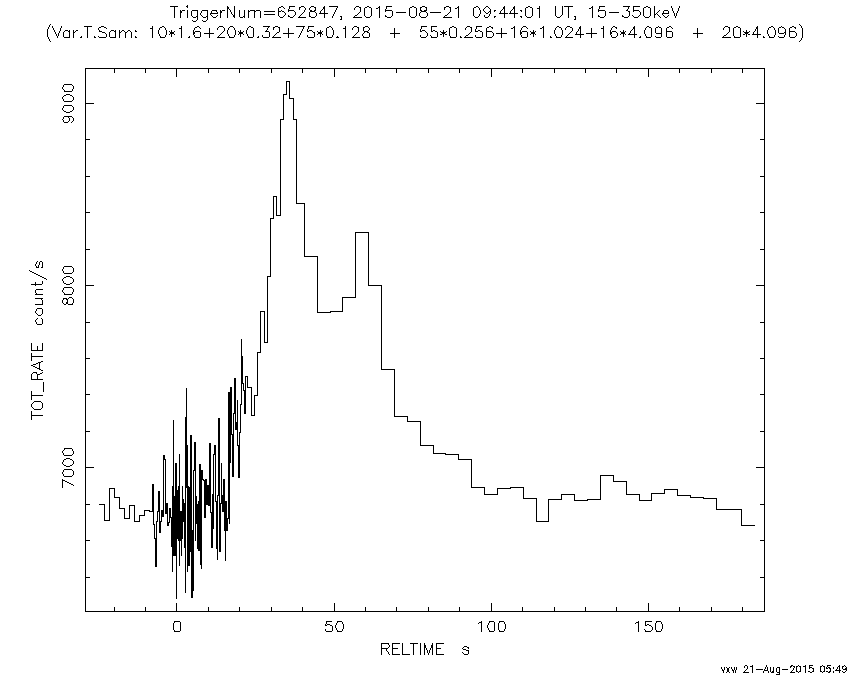 TriggerNum=652847, 2015-08-21 09:44:01 UT, 15-350keV
(Var.T.Sam: 10*1.6+20*0.32+75*0.128 + 55*0.256+16*1.024+16*4.096 + 20*4.096)
9000
8000
7000
TOT_RATE count/s
0 50 100 150
RELTIME s
vxw 21-Aug-2015 05:49